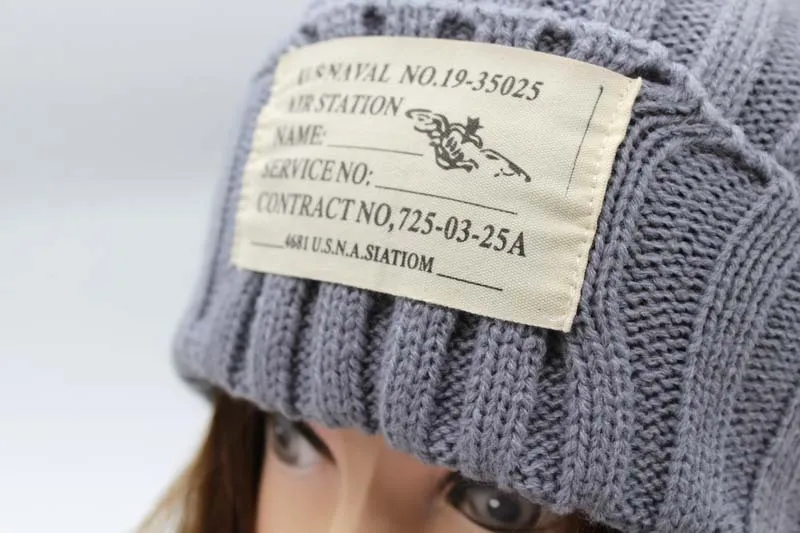 U.S NAVAL NO.19-35025
AIR STATION
NAME:
SERVICE NO:
CONTRACT NO,725-03-25A
4681 U.S.N.A.SIATIOM